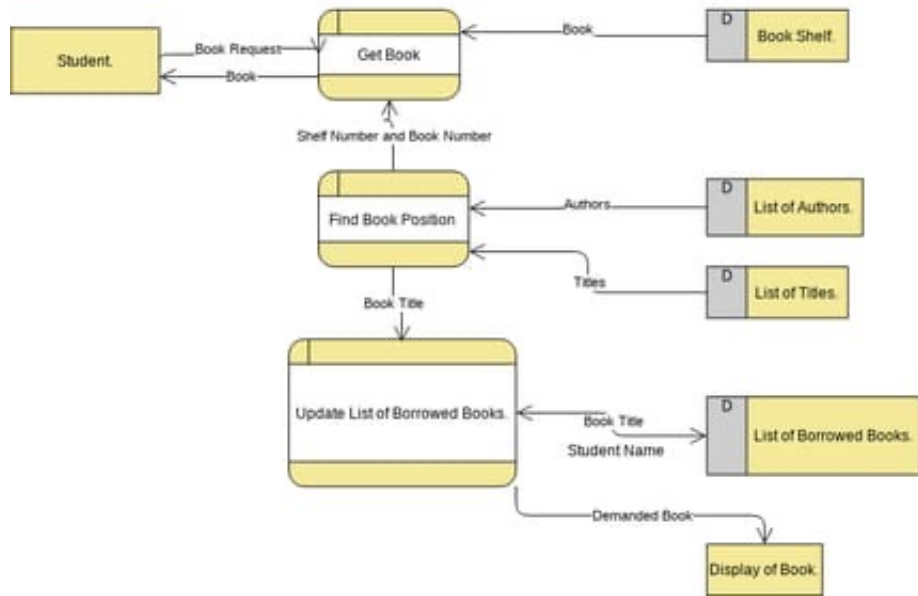 D
Book
Book Shelf.
Book Request
Student.
Get Book
Book
Shelf Number and Book Number
D
Authors
List of Authors.
Find Book Position
D
Titles
List of Titles.
Book Title
D
Update List of Borrowed Books.
Book Title
List of Borrowed Books.
Student Name
Demanded Book
Display of Book.